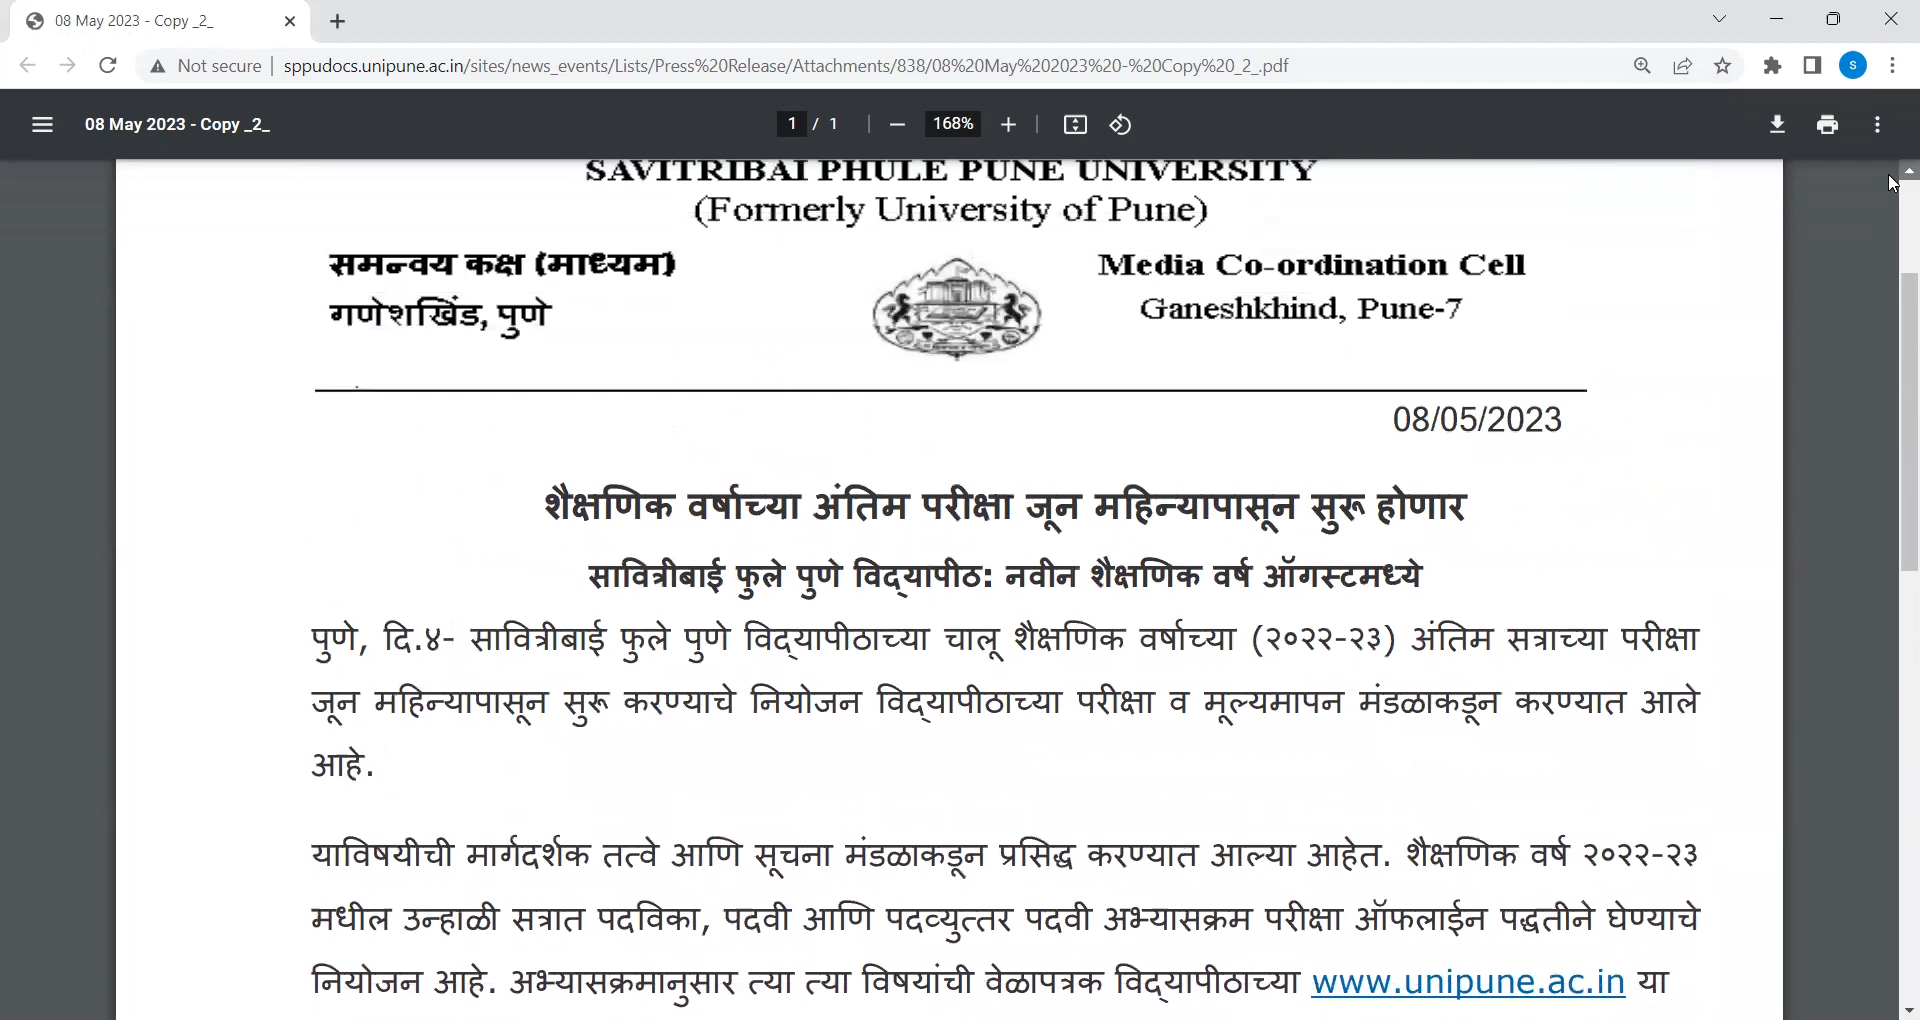 08 May 2023 - Copy _2_
Not secure | sppudocs.unipune.ac.in/sites/news_events/Lists/Press%20Release/Attachments/838/08%20May%202023%20-%20Copy%20_2_.pdf
S
08 May 2023 - Copy _2_ 1 / 1 168%
SAVITRIBAI PHULE PUNE UNIVERSITY
(Formerly University of Pune)
समन्वय कक्ष (माध्यम) Media Co-ordination Cell
गणेशखिंड, पुणे Ganeshkhind, Pune-7
08/05/2023
शैक्षणिक वर्षाच्या अंतिम परीक्षा जून महिन्यापासून सुरू होणार
सावित्रीबाई फुले पुणे विद्यापीठ: नवीन शैक्षणिक वर्ष ऑगस्टमध्ये
पुणे, दि.४- सावित्रीबाई फुले पुणे विद्यापीठाच्या चालू शैक्षणिक वर्षाच्या (२०२२-२३) अंतिम सत्राच्या परीक्षा
जून महिन्यापासून सुरू करण्याचे नियोजन विद्यापीठाच्या परीक्षा व मूल्यमापन मंडळाकडून करण्यात आले
आहे.
याविषयीची मार्गदर्शक तत्वे आणि सूचना मंडळाकडून प्रसिद्ध करण्यात आल्या आहेत. शैक्षणिक वर्ष २०२२-२३
मधील उन्हाळी सत्रात पदविका, पदवी आणि पदव्युत्तर पदवी अभ्यासक्रम परीक्षा ऑफलाईन पद्धतीने घेण्याचे
नियोजन आहे. अभ्यासक्रमानुसार त्या त्या विषयांची वेळापत्रक विद्यापीठाच्या www.unipune.ac.in या